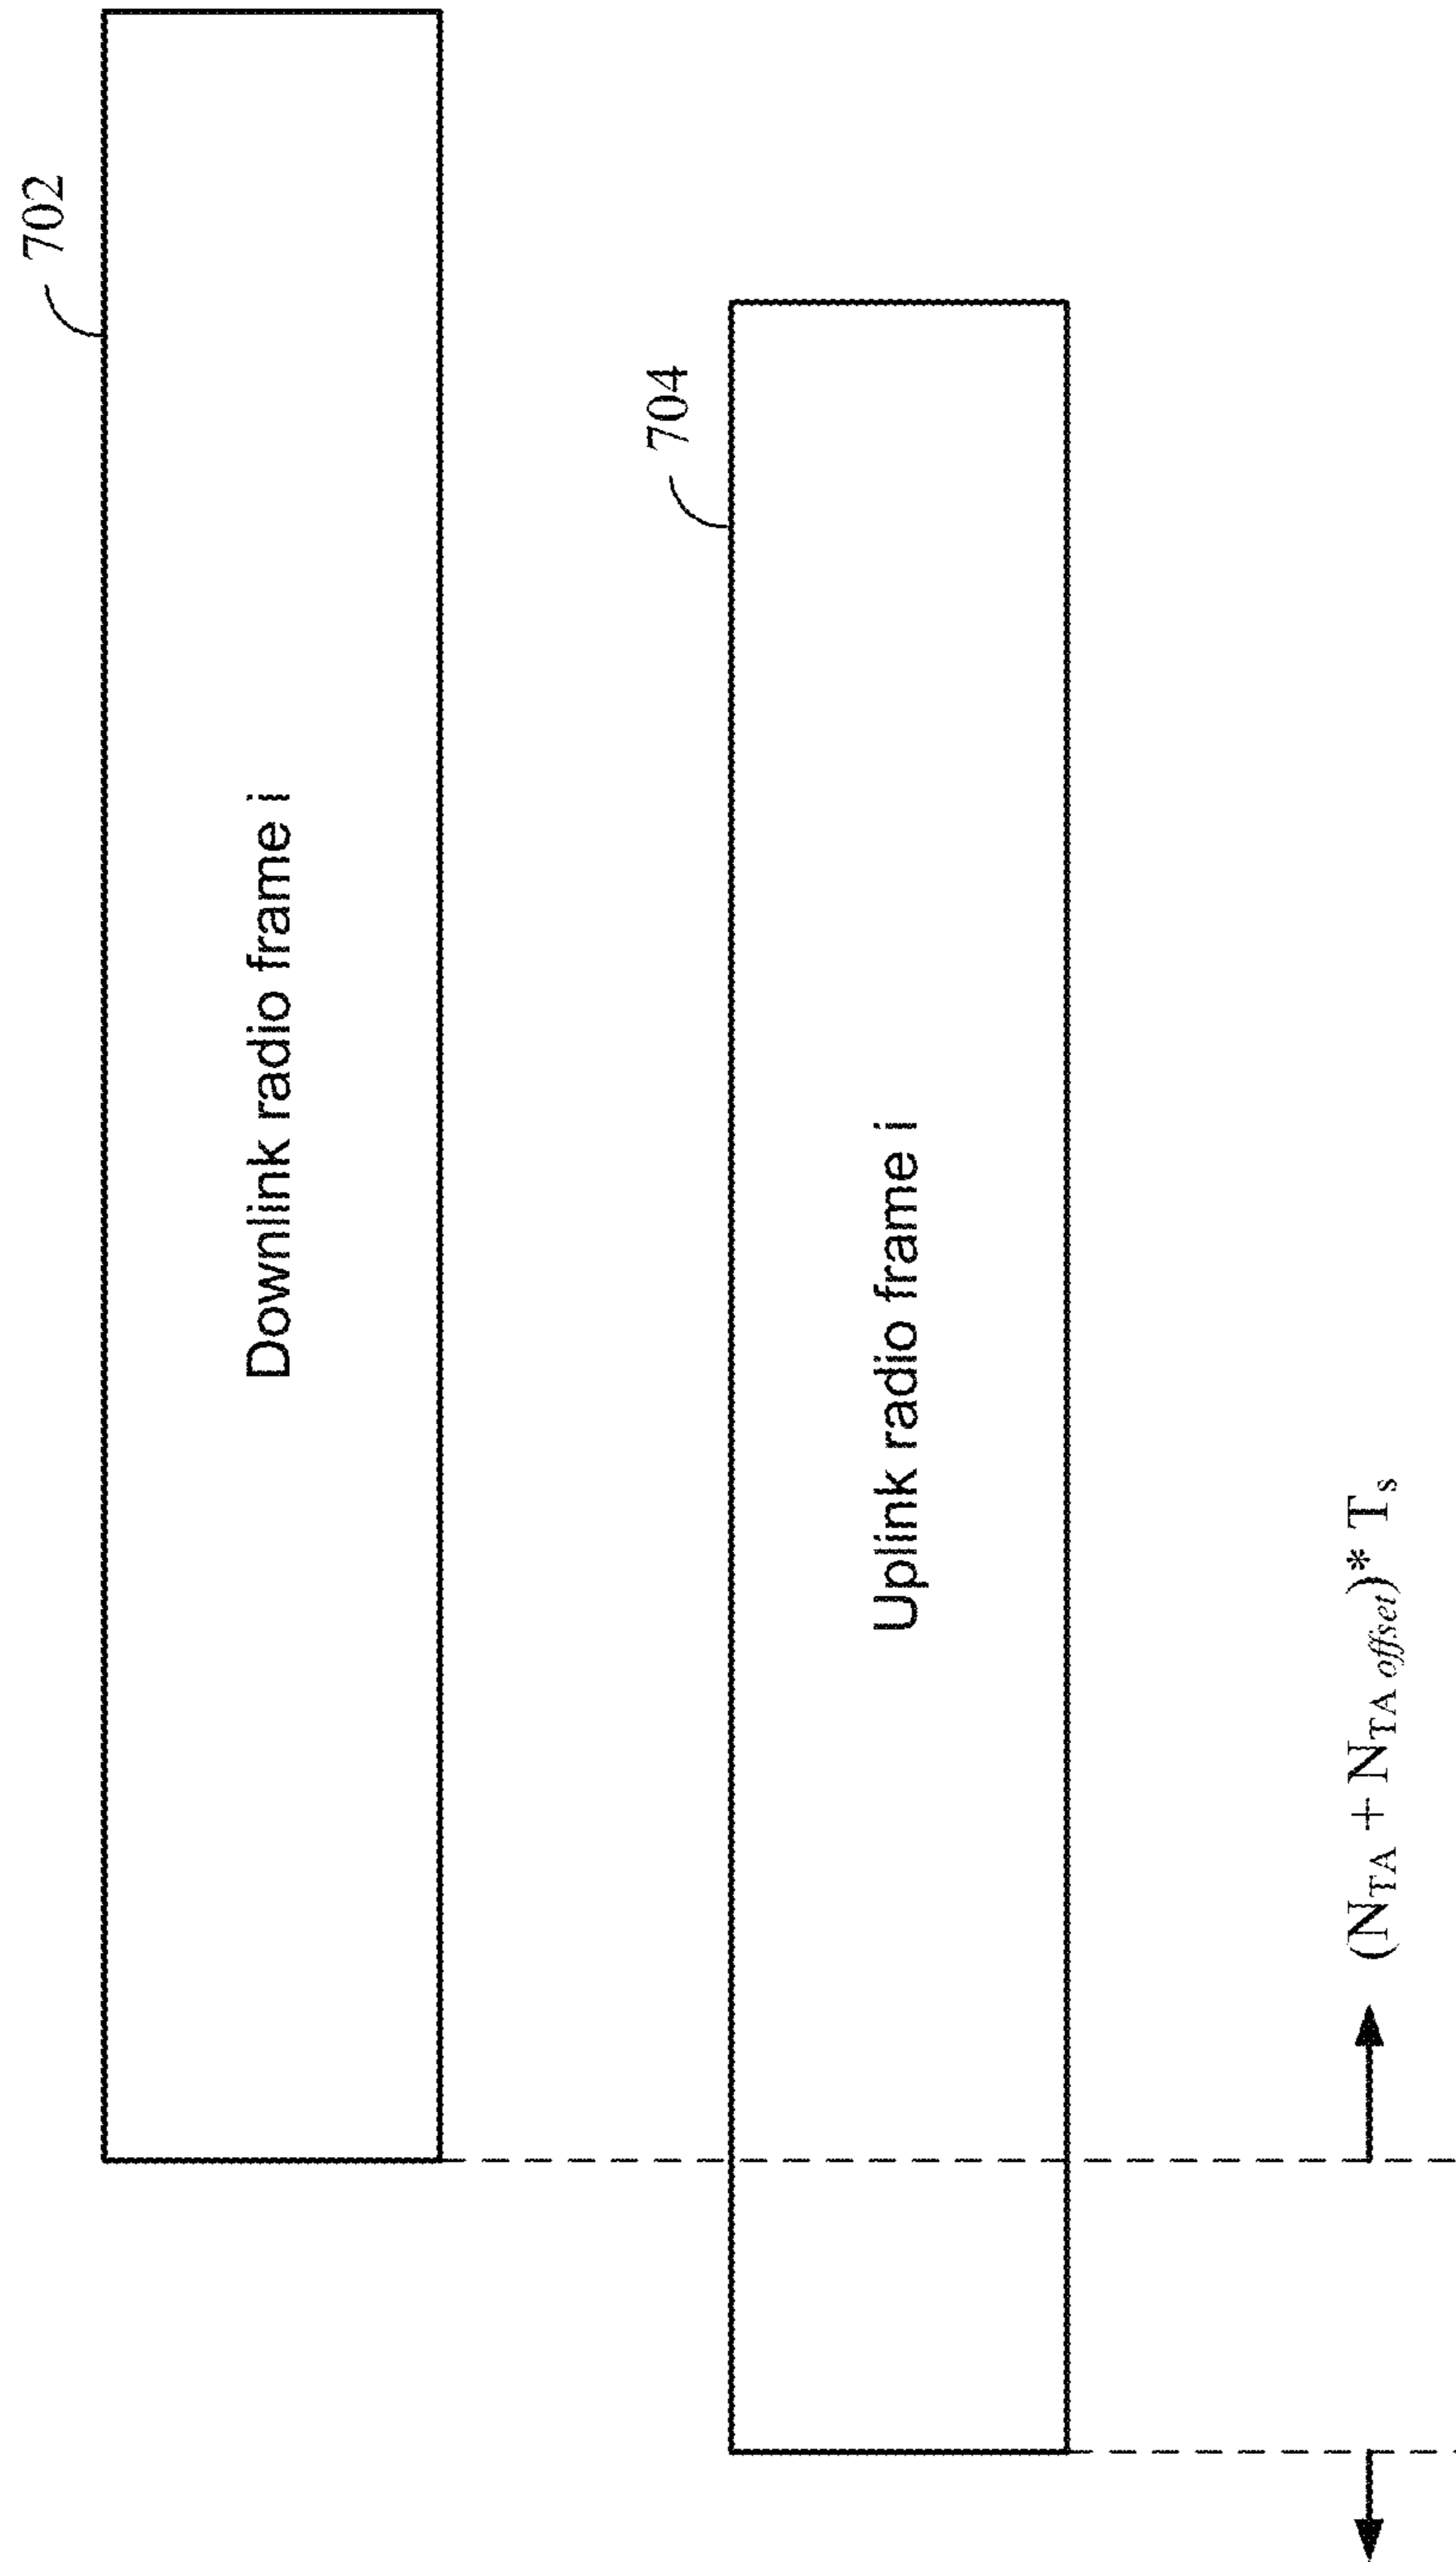 702
Downlink radio frame i
704
Uplink radio frame i
(NTA + NTA offset)* Ts